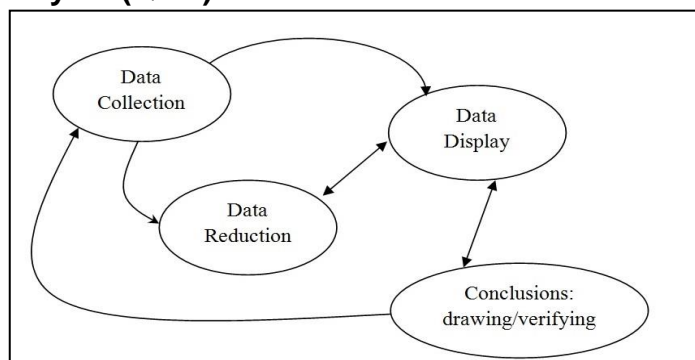 Data
Collection
Data
Display
Data
Reduction
Conclusions:
drawing/verifying